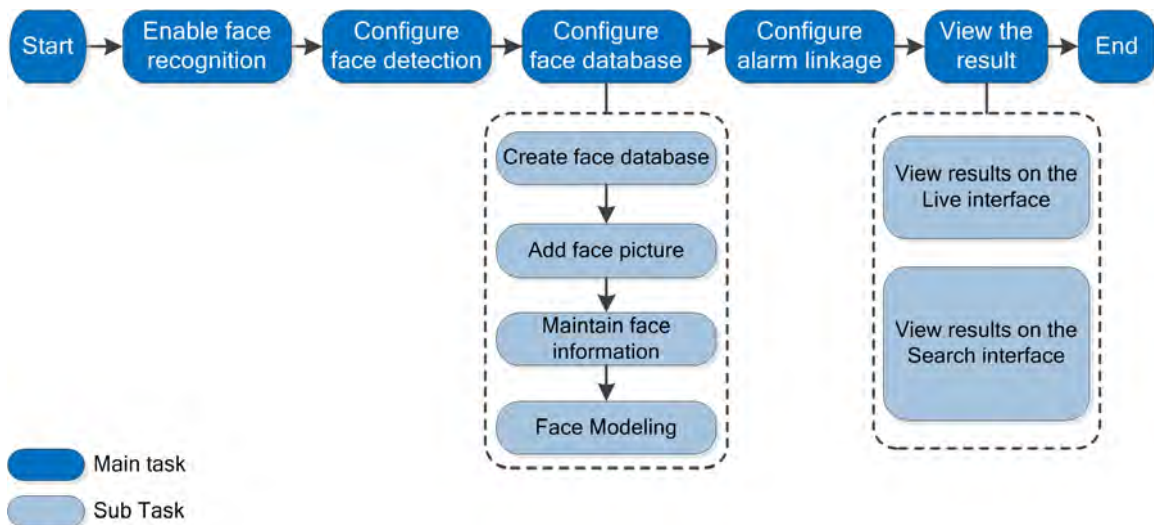 Start
Enable face
recognition
Configure
face detection
Configure
face database
Configure
alarm linkage
View the
result
End
Create face database
Add face picture
Maintain face
information
Face Modeling
View results on the
Live interface
View results on the
Search interface
Main task
Sub Task